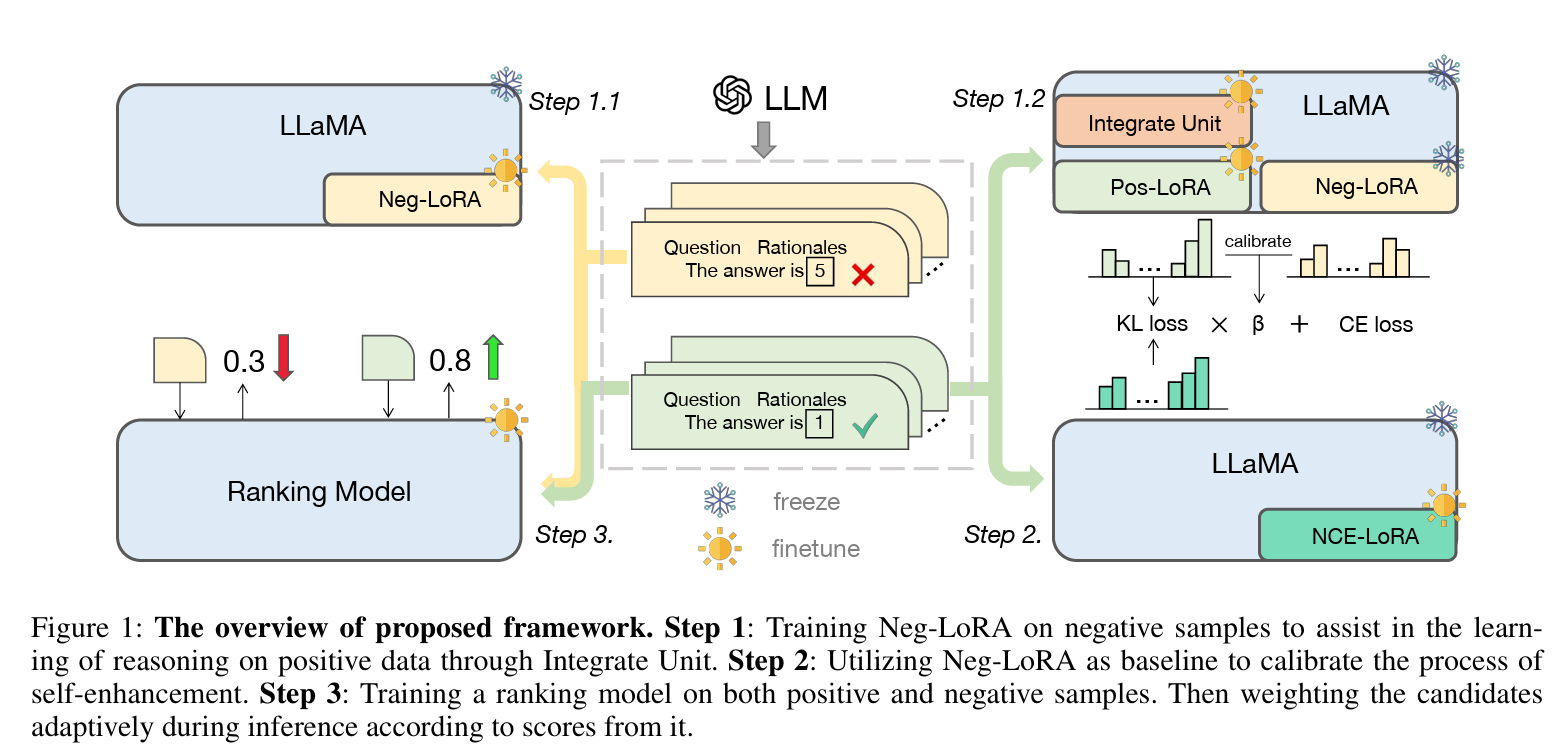 LLaMA
Neg-LoRA
Step 1.1
LLM
Step 1.2
Integrate Unit
LLaMA
Pos-LoRA
Neg-LoRA
Question Rationales
The answer is 5
calibrate
...
...
KL loss × β + CE loss
0.3
0.8
Question Rationales
The answer is 1
...
Ranking Model
LLaMA
freeze
finetune
Step 3.
Step 2.
NCE-LoRA
Figure 1: The overview of proposed framework. Step 1: Training Neg-LoRA on negative samples to assist in the learn-
ing of reasoning on positive data through Integrate Unit. Step 2: Utilizing Neg-LoRA as baseline to calibrate the process of
self-enhancement. Step 3: Training a ranking model on both positive and negative samples. Then weighting the candidates
adaptively during inference according to scores from it.